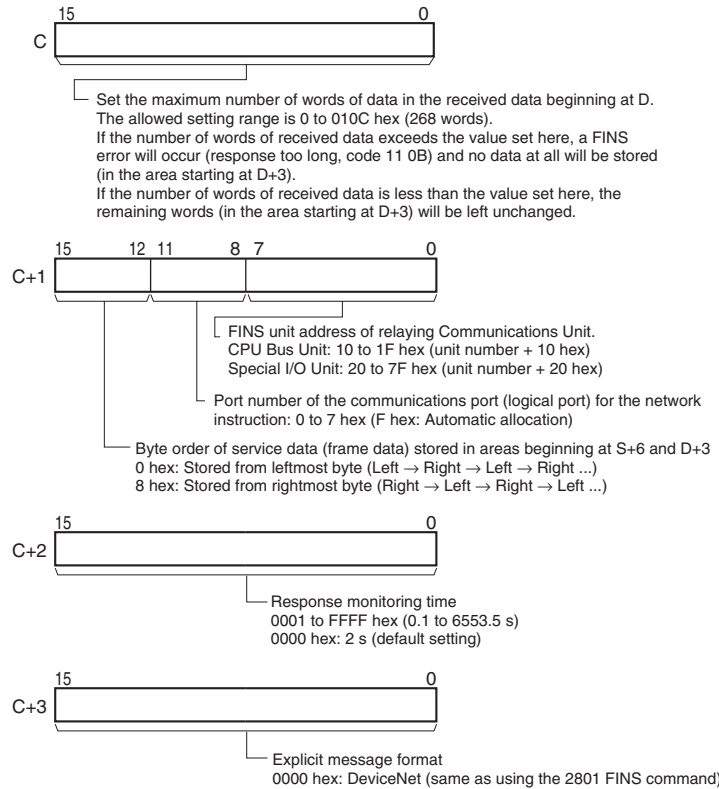 15 0
C
Set the maximum number of words of data in the received data beginning at D.
The allowed setting range is 0 to 010C hex (268 words).
If the number of words of received data exceeds the value set here, a FINS
error will occur (response too long, code 11 0B) and no data at all will be stored
(in the area starting at D+3).
If the number of words of received data is less than the value set here, the
remaining words (in the area starting at D+3) will be left unchanged.
15 12 11 8 7 0
C+1
FINS unit address of relaying Communications Unit.
CPU Bus Unit: 10 to 1F hex (unit number + 10 hex)
Special I/O Unit: 20 to 7F hex (unit number + 20 hex)
Port number of the communications port (logical port) for the network
instruction: 0 to 7 hex (F hex: Automatic allocation)
Byte order of service data (frame data) stored in areas beginning at S+6 and D+3
0 hex: Stored from leftmost byte (Left → Right → Left → Right ...)
8 hex: Stored from rightmost byte (Right → Left → Right → Left ...)
15 0
C+2
Response monitoring time
0001 to FFFF hex (0.1 to 6553.5 s)
0000 hex: 2 s (default setting)
15 0
C+3
Explicit message format
0000 hex: DeviceNet (same as using the 2801 FINS command)